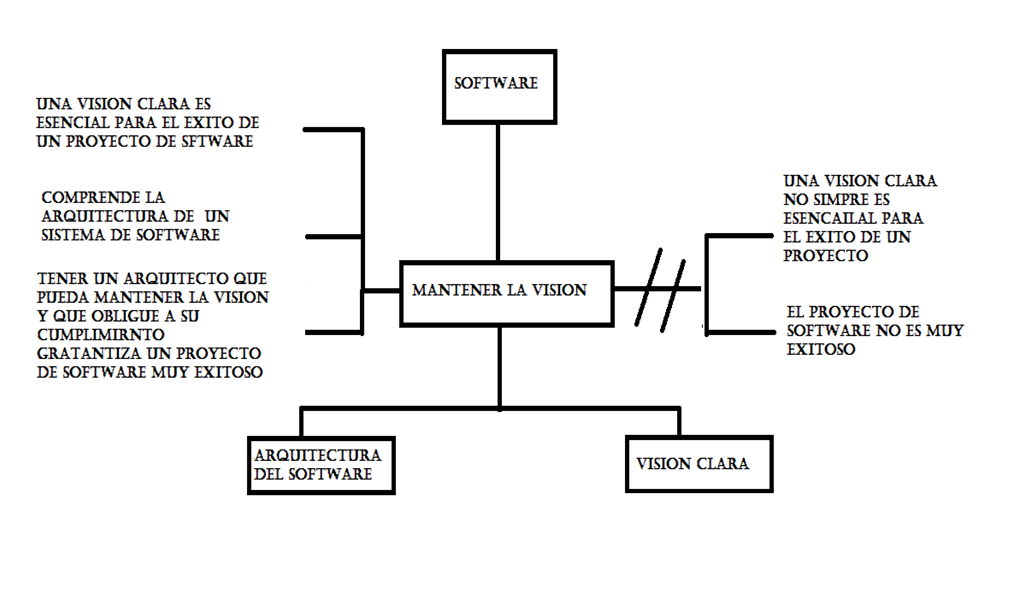 SOFTWARE
UNA VISION CLARA ES
ESENCIAL PARA EL EXITO DE
UN PROYECTO DE SFTWARE
COMPRENDE LA
ARQUITECTURA DE UN
SISTEMA DE SOFTWARE
TENER UN ARQUITECTO QUE
PUEDA MANTENER LA VISION
Y QUE OBLIGUE A SU
CUMPLIMIRNTO
GRATANTIZA UN PROYECTO
DE SOFTWARE MUY EXITOSO
MANTENER LA VISION
UNA VISION CLARA
NO SIMPRE ES
ESENCAILAL PARA
EL EXITO DE UN
PROYECTO
EL PROYECTO DE
SOFTWARE NO ES MUY
EXITOSO
ARQUITECTURA
DEL SOFTWARE
VISION CLARA